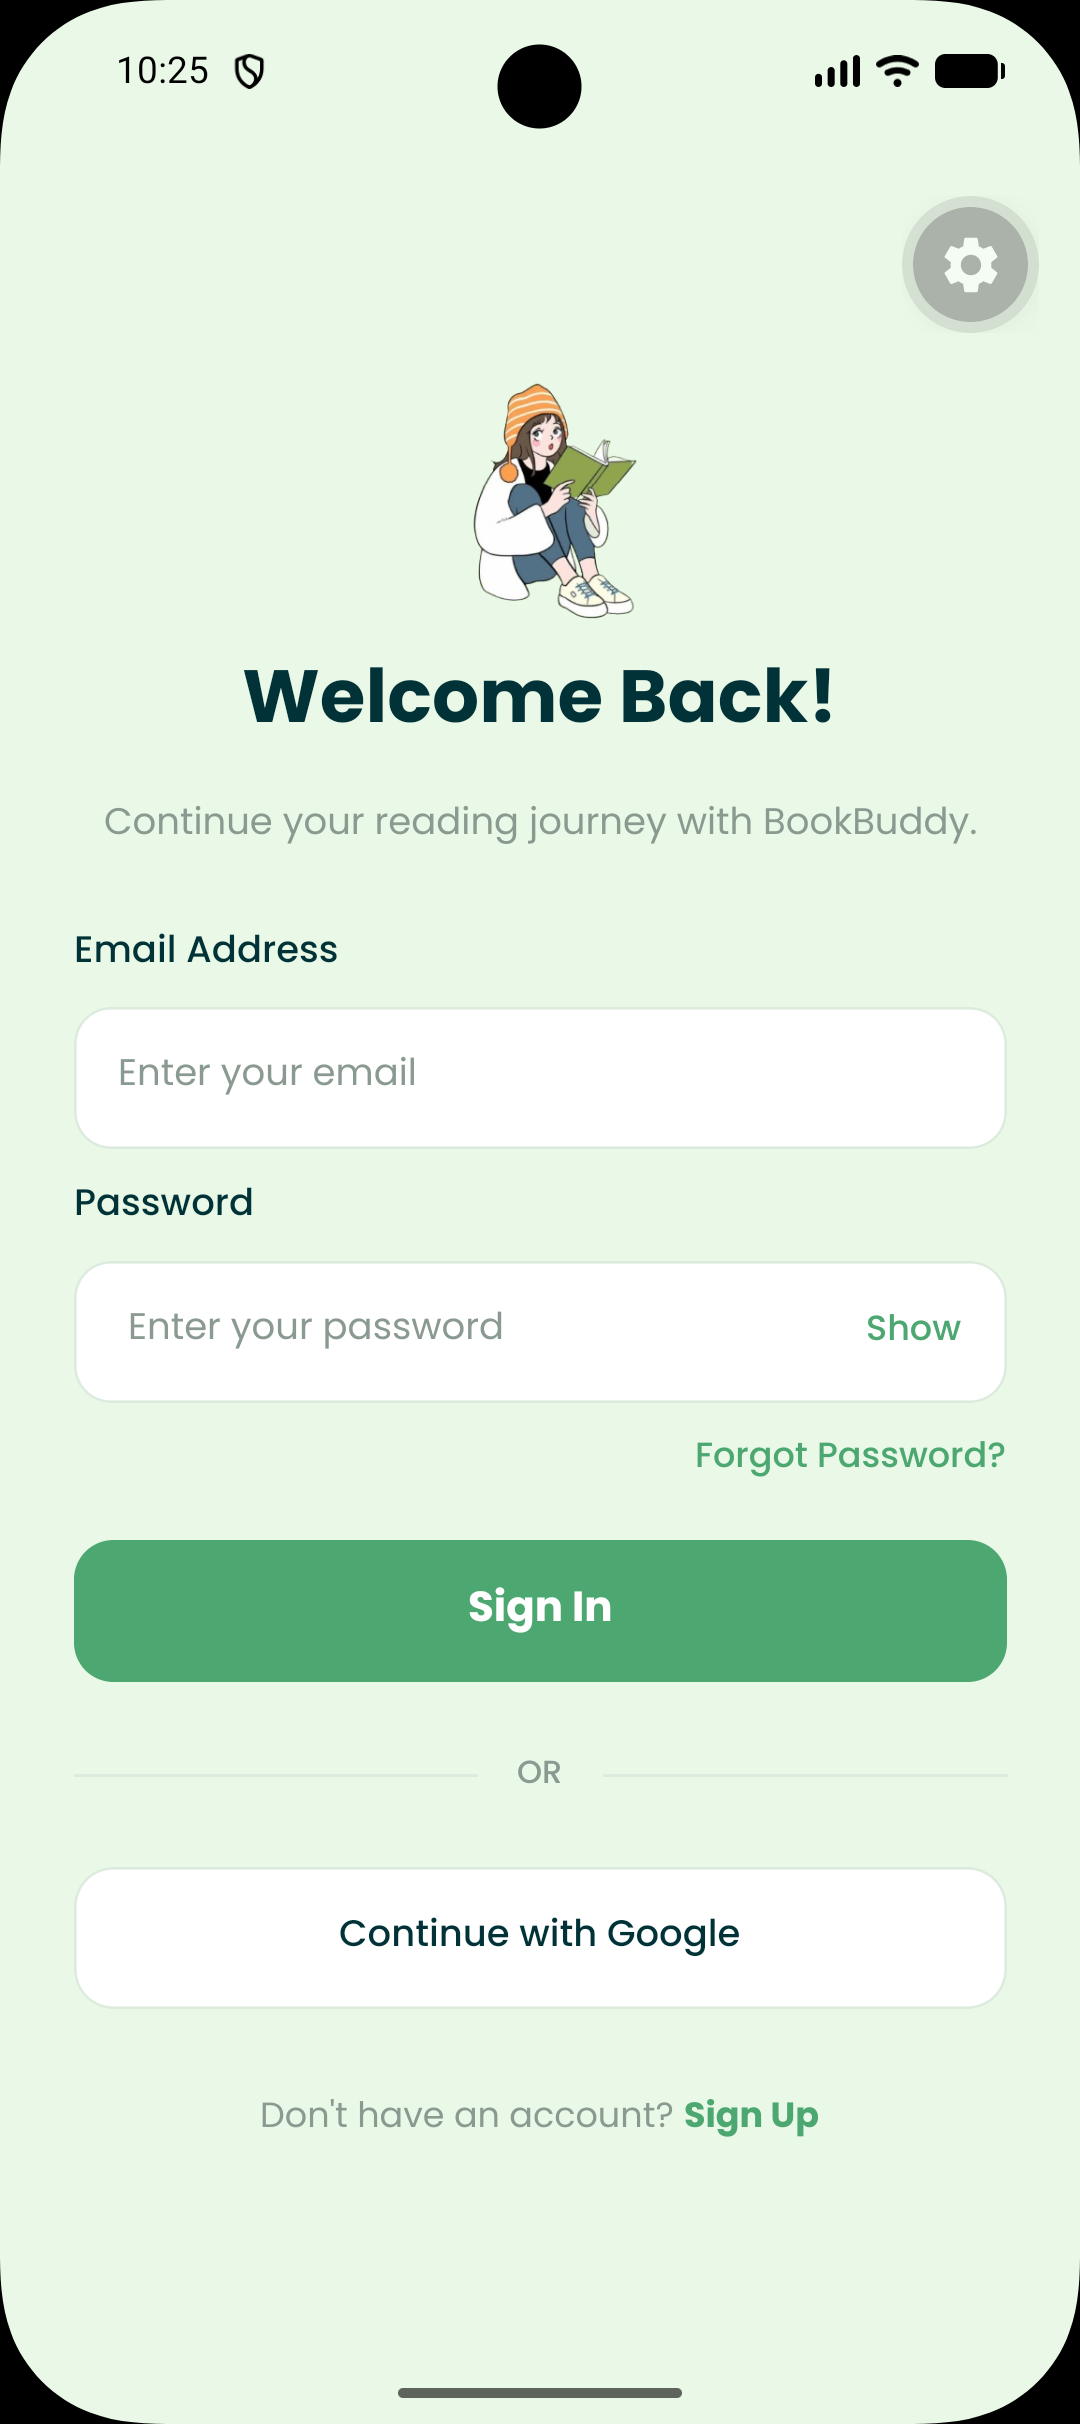 10:25
Welcome Back!
Continue your reading journey with BookBuddy.
Email Address
Enter your email
Password
Enter your password Show
Forgot Password?
Sign In
OR
Continue with Google
Don't have an account? Sign Up